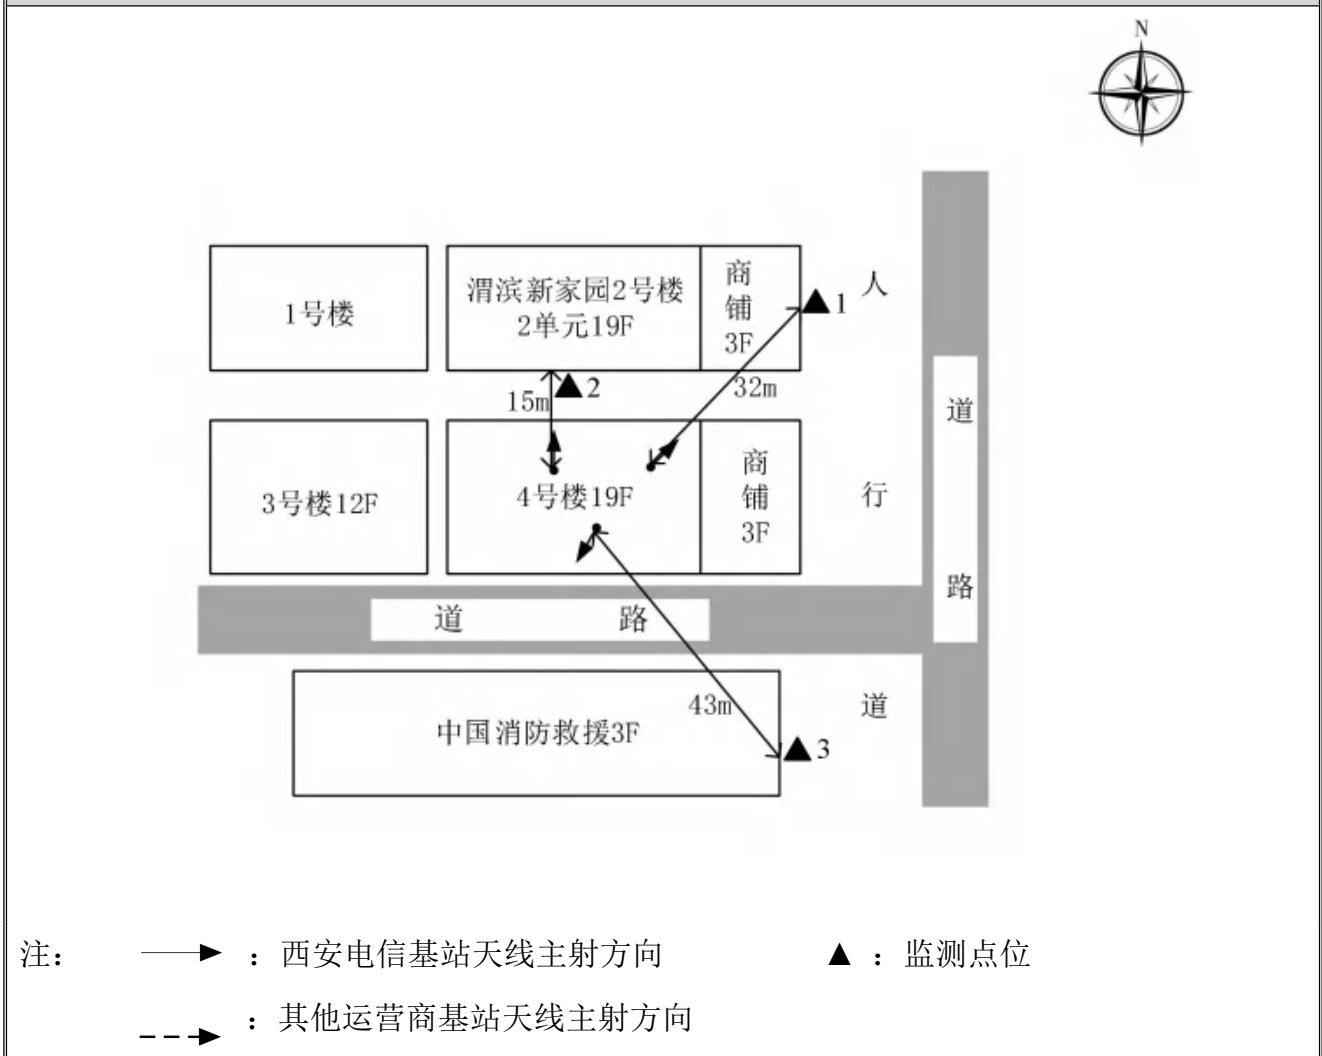 N
1号楼
渭滨新家园2号楼
2单元19F
商
铺
3F
▲1
人
15m
▲2
32m
道
3号楼12F
4号楼19F
商
铺
3F
行
路
道 路
43m
道
中国消防救援3F
▲3
注： ：西安电信基站天线主射方向 ▲：监测点位
：其他运营商基站天线主射方向